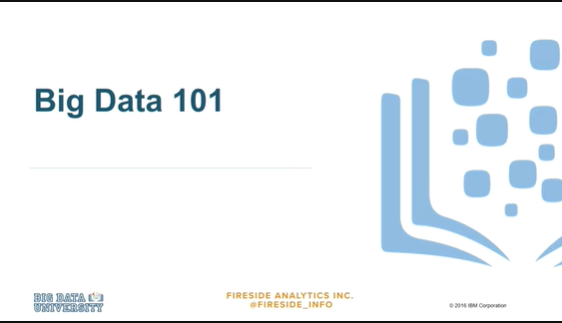 Big Data 101
BIG DATA
UNIVERSITY
FIRESIDE ANALYTICS INC.
@FIRESIDE_INFO
© 2016 IBM Corporation